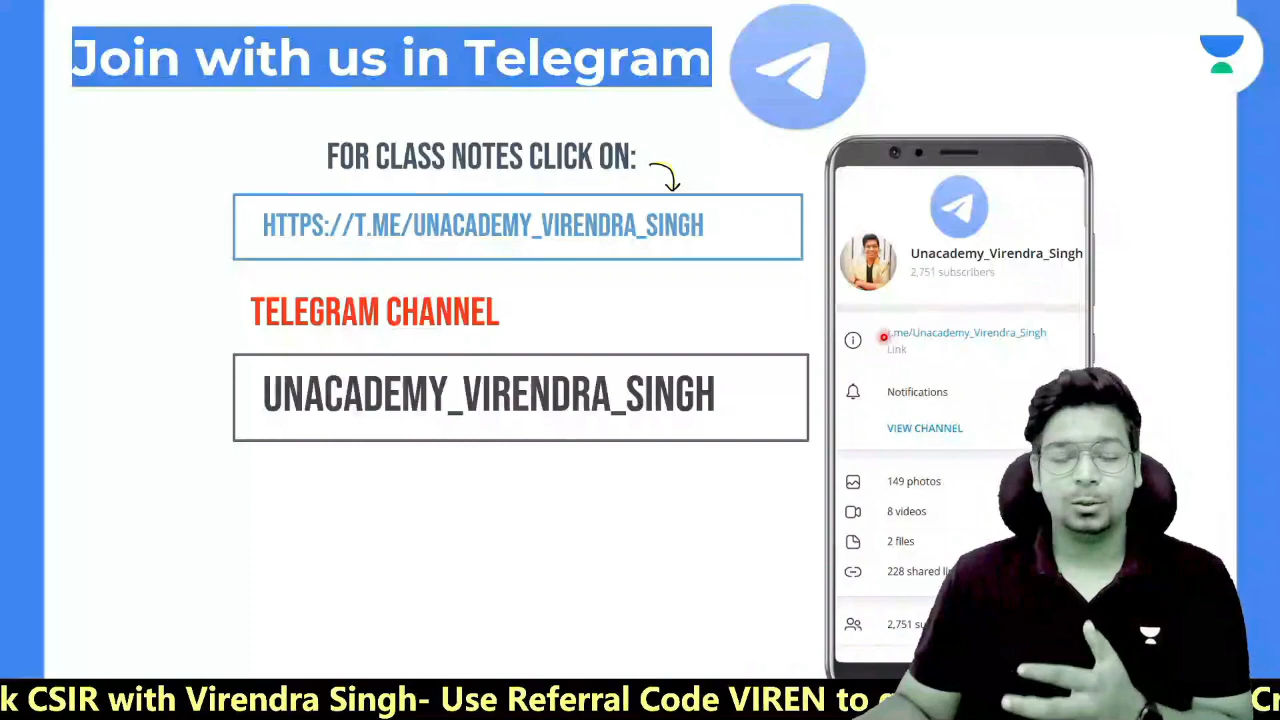 Join with us in Telegram
FOR CLASS NOTES CLICK ON:
HTTPS://T.ME/UNACADEMY_VIRENDRA_SINGH
TELEGRAM CHANNEL
UNACADEMY_VIRENDRA_SINGH
Unacademy_Virendra_Singh
2,751 subscribers
.me/Unacademy_Virendra_Singh
Link
Notifications
VIEW CHANNEL
149 photos
8 videos
2 files
228 shared
2,751
k CSIR with Virendra Singh- Use Referral Code VIREN to